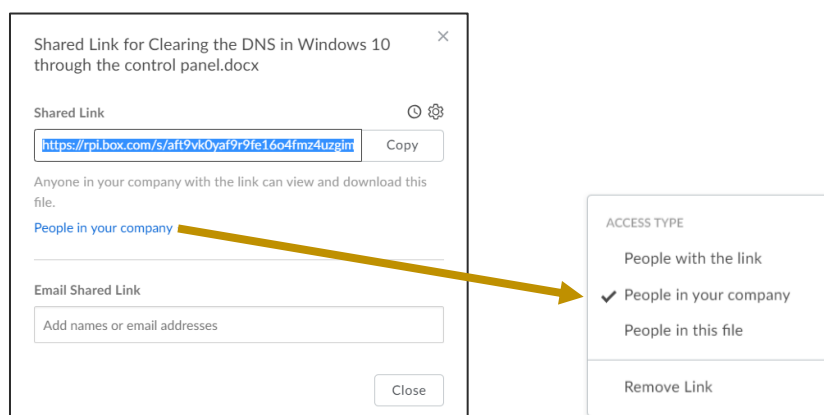 Shared Link for Clearing the DNS in Windows 10
through the control panel.docx
Shared Link
https://rpi.box.com/s/aft9vk0yaf9r9fe16o4fmz4uzgim
Copy
Anyone in your company with the link can view and download this
file.
People in your company
Email Shared Link
Add names or email addresses
Close
ACCESS TYPE
People with the link
People in your company
People in this file
Remove Link